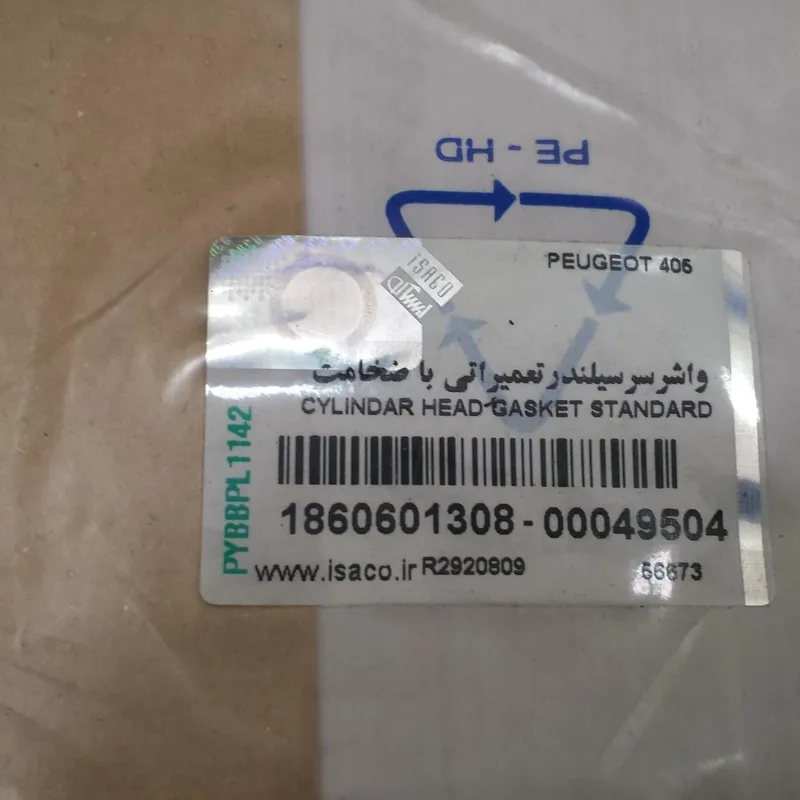 PE - HD
ISACO
PEUGEOT 405
واشرسرسیلندرتعمیراتی با ضخامت
CYLINDAR HEAD GASKET STANDARD
PYBBPL1142
1860601308 - 00049504
www.isaco.ir R2920809 56673